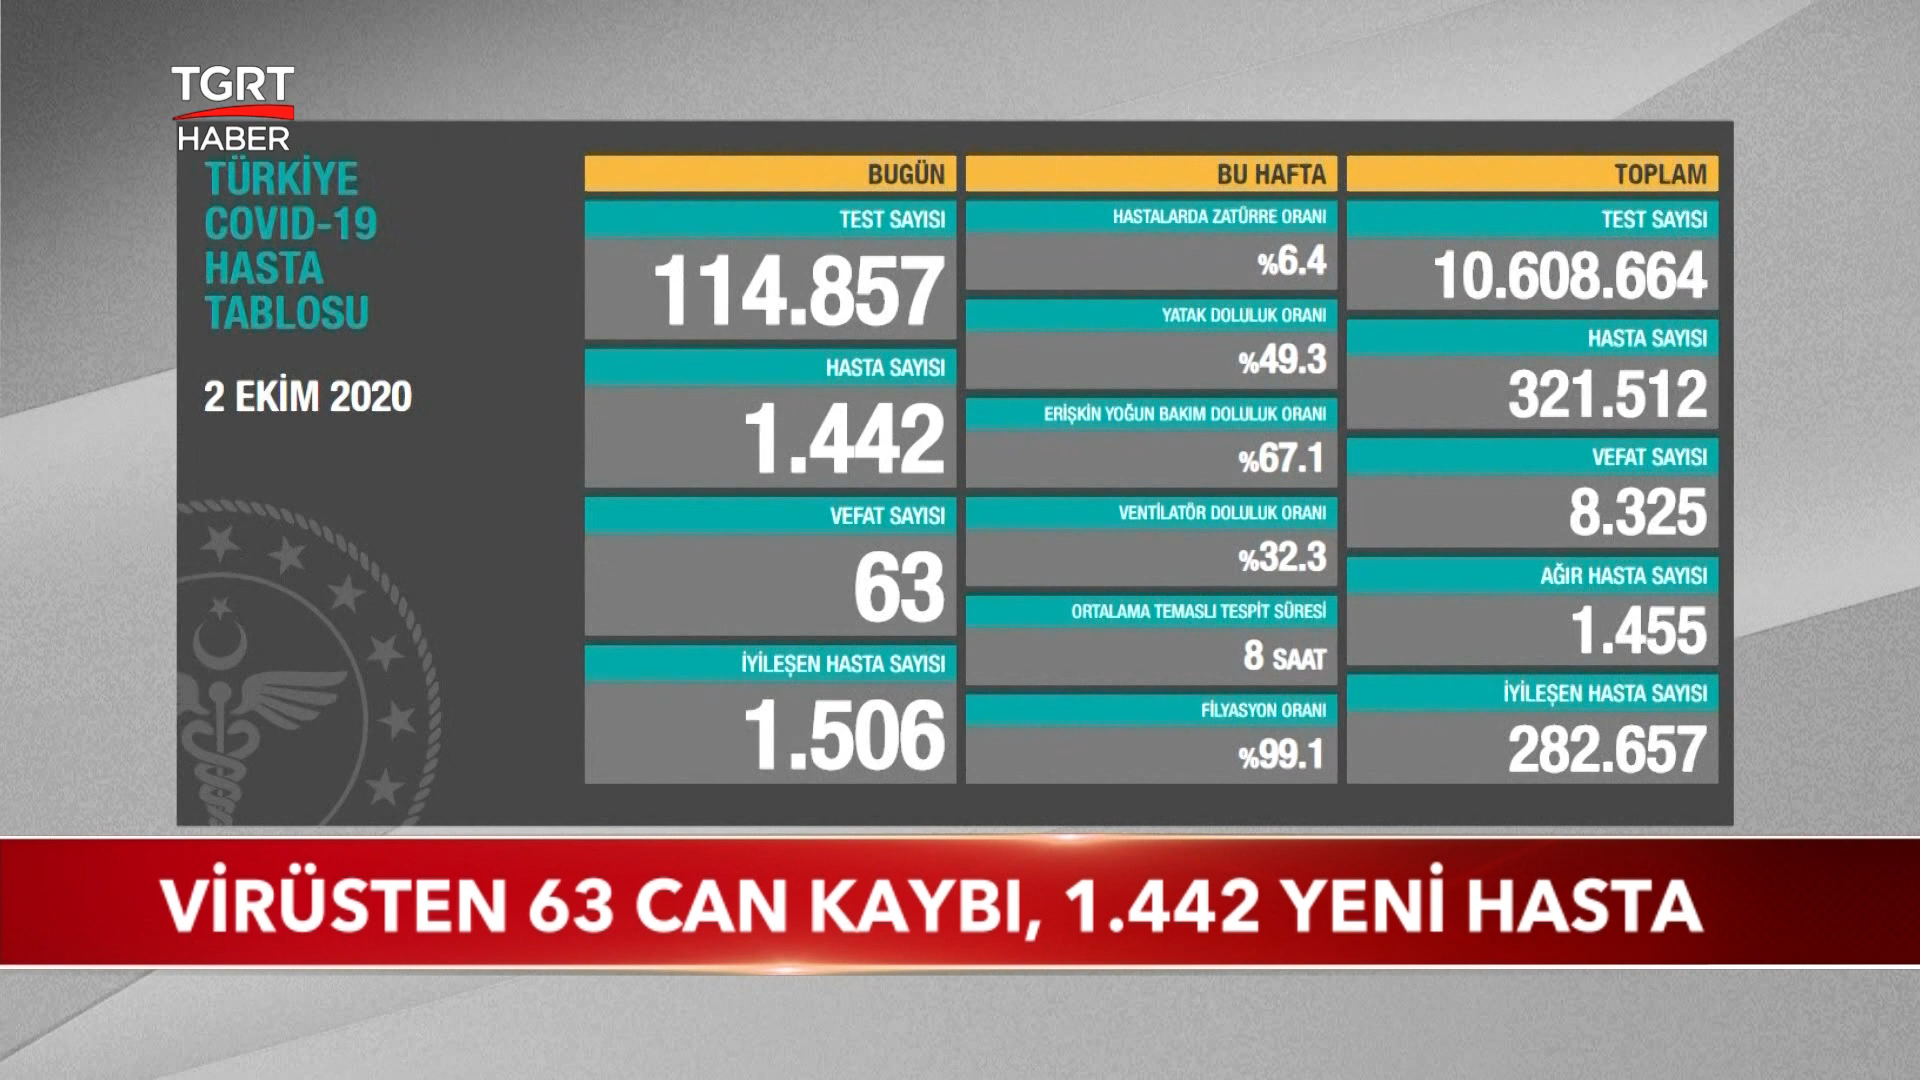 TGRT
HABER
TÜRKİYE
COVID-19
HASTA
TABLOSU
2 EKİM 2020
BUGÜN
TEST SAYISI
114.857
HASTA SAYISI
1.442
VEFAT SAYISI
63
İYİLEŞEN HASTA SAYISI
1.506
BU HAFTA
HASTALARDA ZATÜRRE ORANI
%6.4
YATAK DOLULUK ORANI
%49.3
ERİŞKİN YOĞUN BAKIM DOLULUK ORANI
%67.1
VENTİLATÖR DOLULUK ORANI
%32.3
ORTALAMA TEMASLI TESPİT SÜRESİ
8 SAAT
FİLYASYON ORANI
%99.1
TOPLAM
TEST SAYISI
10.608.664
HASTA SAYISI
321.512
VEFAT SAYISI
8.325
AĞIR HASTA SAYISI
1.455
İYİLEŞEN HASTA SAYISI
282.657
VİRÜSTEN 63 CAN KAYBI, 1.442 YENİ HASTA